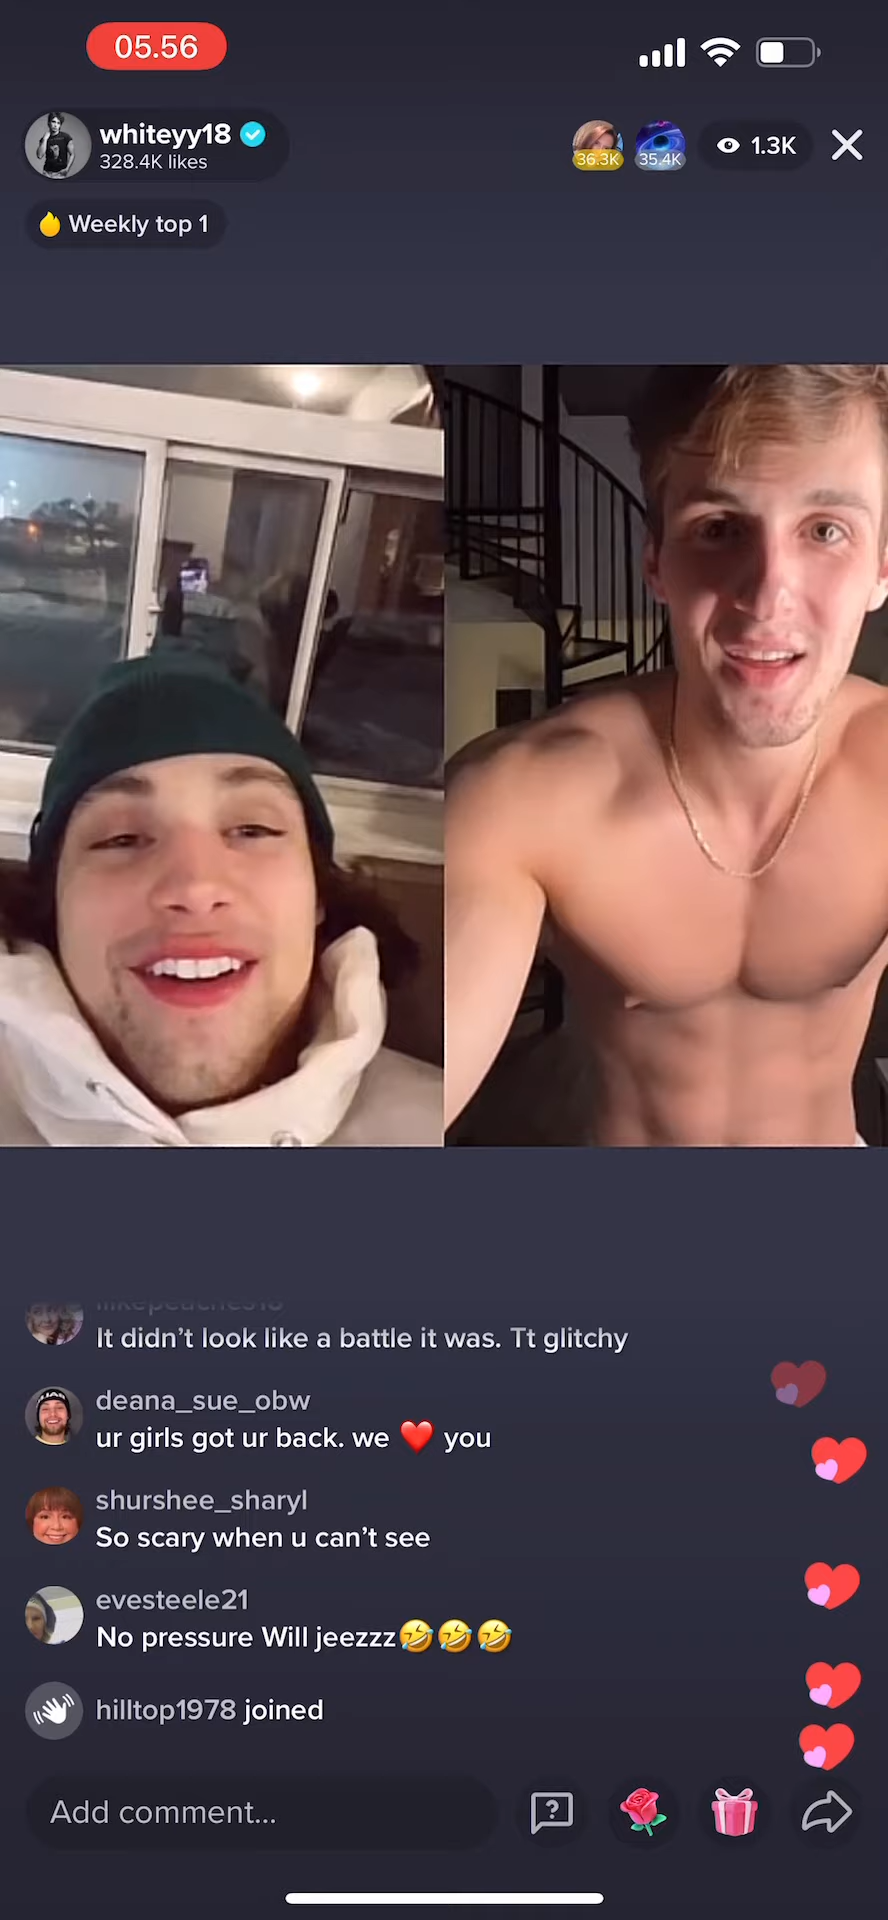 05.56
whiteyy18
328.4K likes
36.3K
35.4K
1.3K
Weekly top 1
It didn't look like a battle it was. Tt glitchy
deana_sue_obw
ur girls got ur back. we ❤️ you
shurshee_sharyl
So scary when u can't see
evesteele21
No pressure Will jeezzz🤣🤣🤣
hilltop1978 joined
Add comment...